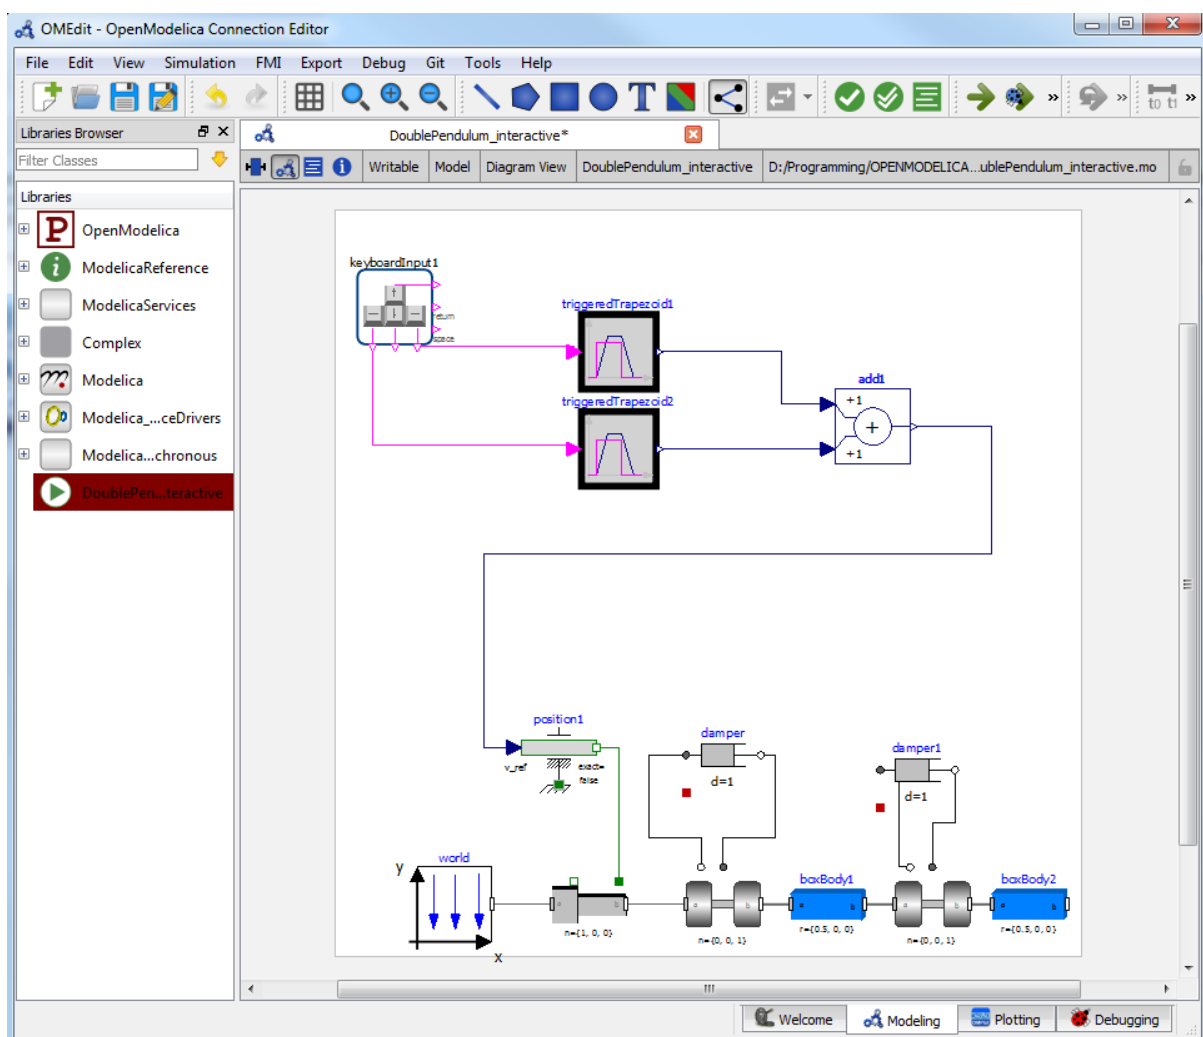 OMEdit - OpenModelica Connection Editor
File Edit View Simulation FMI Export Debug Git Tools Help
T
»
»
t0 t1 »
Libraries Browser
DoublePendulum_interactive*
Filter Classes
Writable Model Diagram View DoublePendulum_interactive D:/Programming/OPENMODELICA...ublePendulum_interactive.mo
Libraries
P OpenModelica
i ModelicaReference
ModelicaServices
Complex
Modelica
Modelica_...ceDrivers
Modelica...chronous
DoublePen...teractive
keyboardInput1
return
space
triggeredTrapezoid1
triggeredTrapezoid2
add1
+1
+
+1
position1
v_ref
exact=
false
damper
d=1
damper1
d=1
y
world
x
a b
n={1, 0, 0}
a b
n={0, 0, 1}
boxBody1
a b
r={0.5, 0, 0}
a b
n={0, 0, 1}
boxBody2
a b
r={0.5, 0, 0}
Welcome Modeling Plotting Debugging